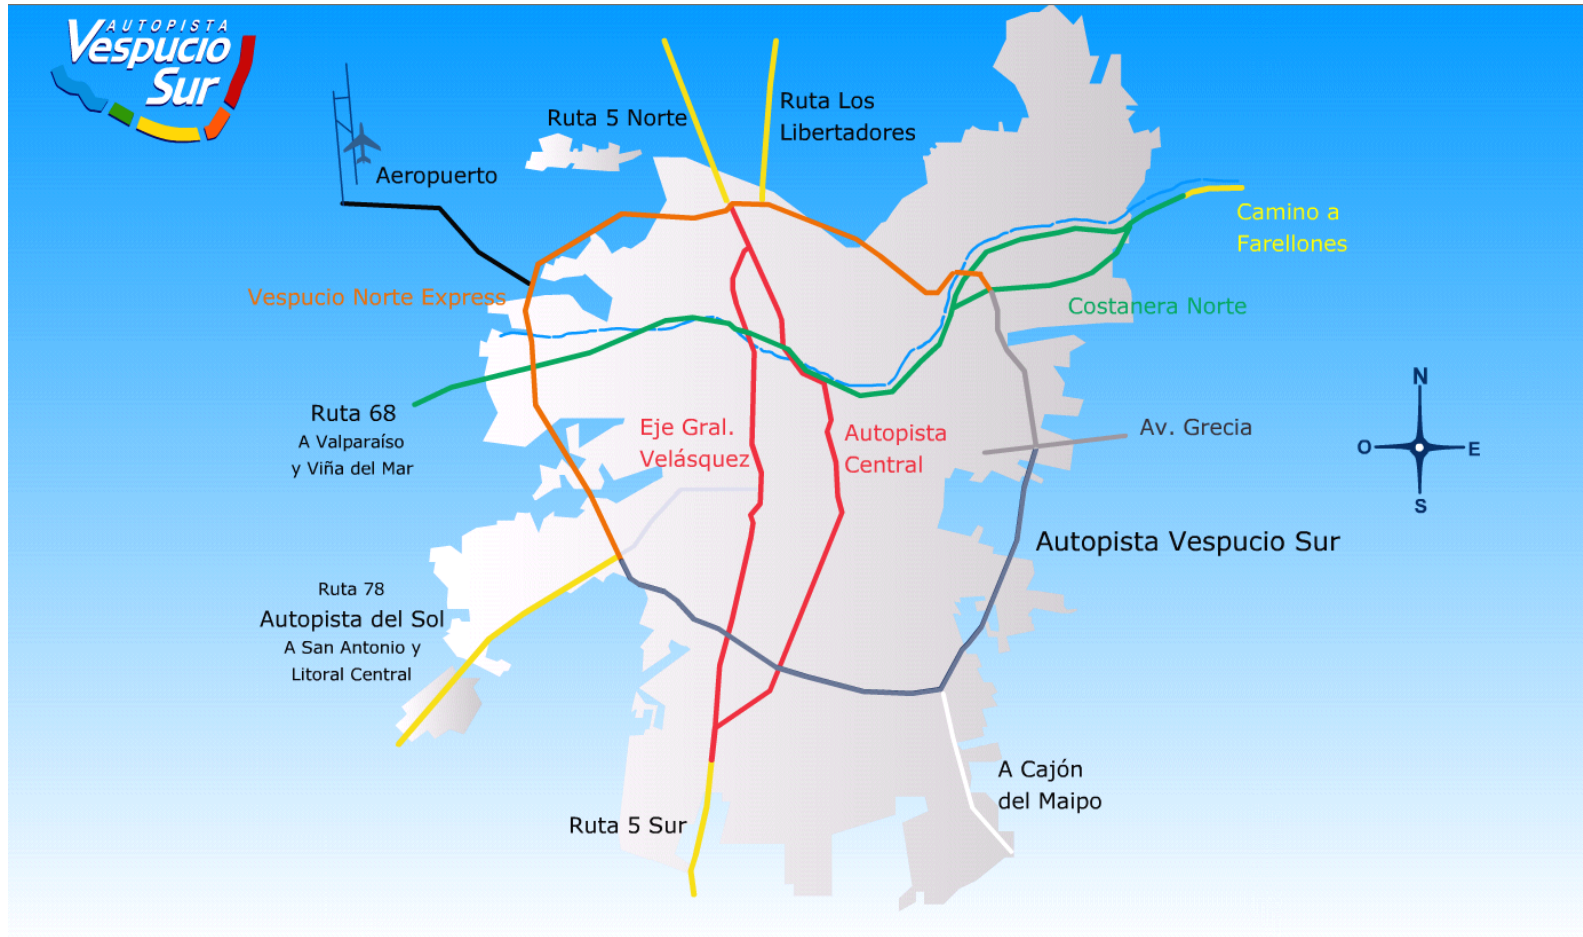 AUTOPISTA
Vespucio
Sur
Ruta 5 Norte
Ruta Los
Libertadores
Aeropuerto
Camino a
Farellones
Vespucio Norte Express
Costanera Norte
Ruta 68
A Valparaíso
y Viña del Mar
Eje Gral.
Velásquez
Autopista
Central
Av. Grecia
N
O
E
S
Autopista Vespucio Sur
Ruta 78
Autopista del Sol
A San Antonio y
Litoral Central
A Cajón
del Maipo
Ruta 5 Sur